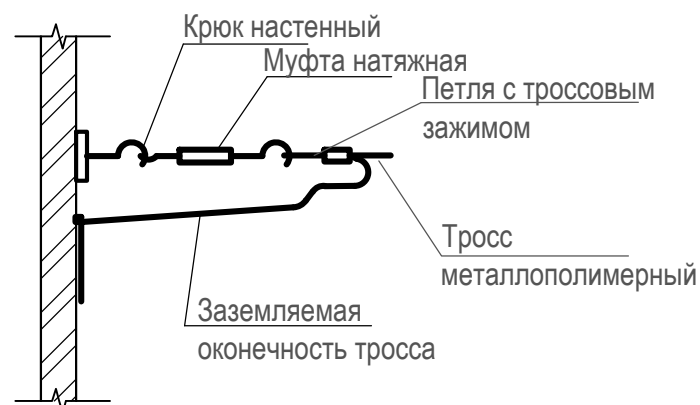 Крюк настенный
Муфта натяжная
Петля с троссовым
зажимом
Тросс
металлополимерный
Заземляемая
оконечность тросса